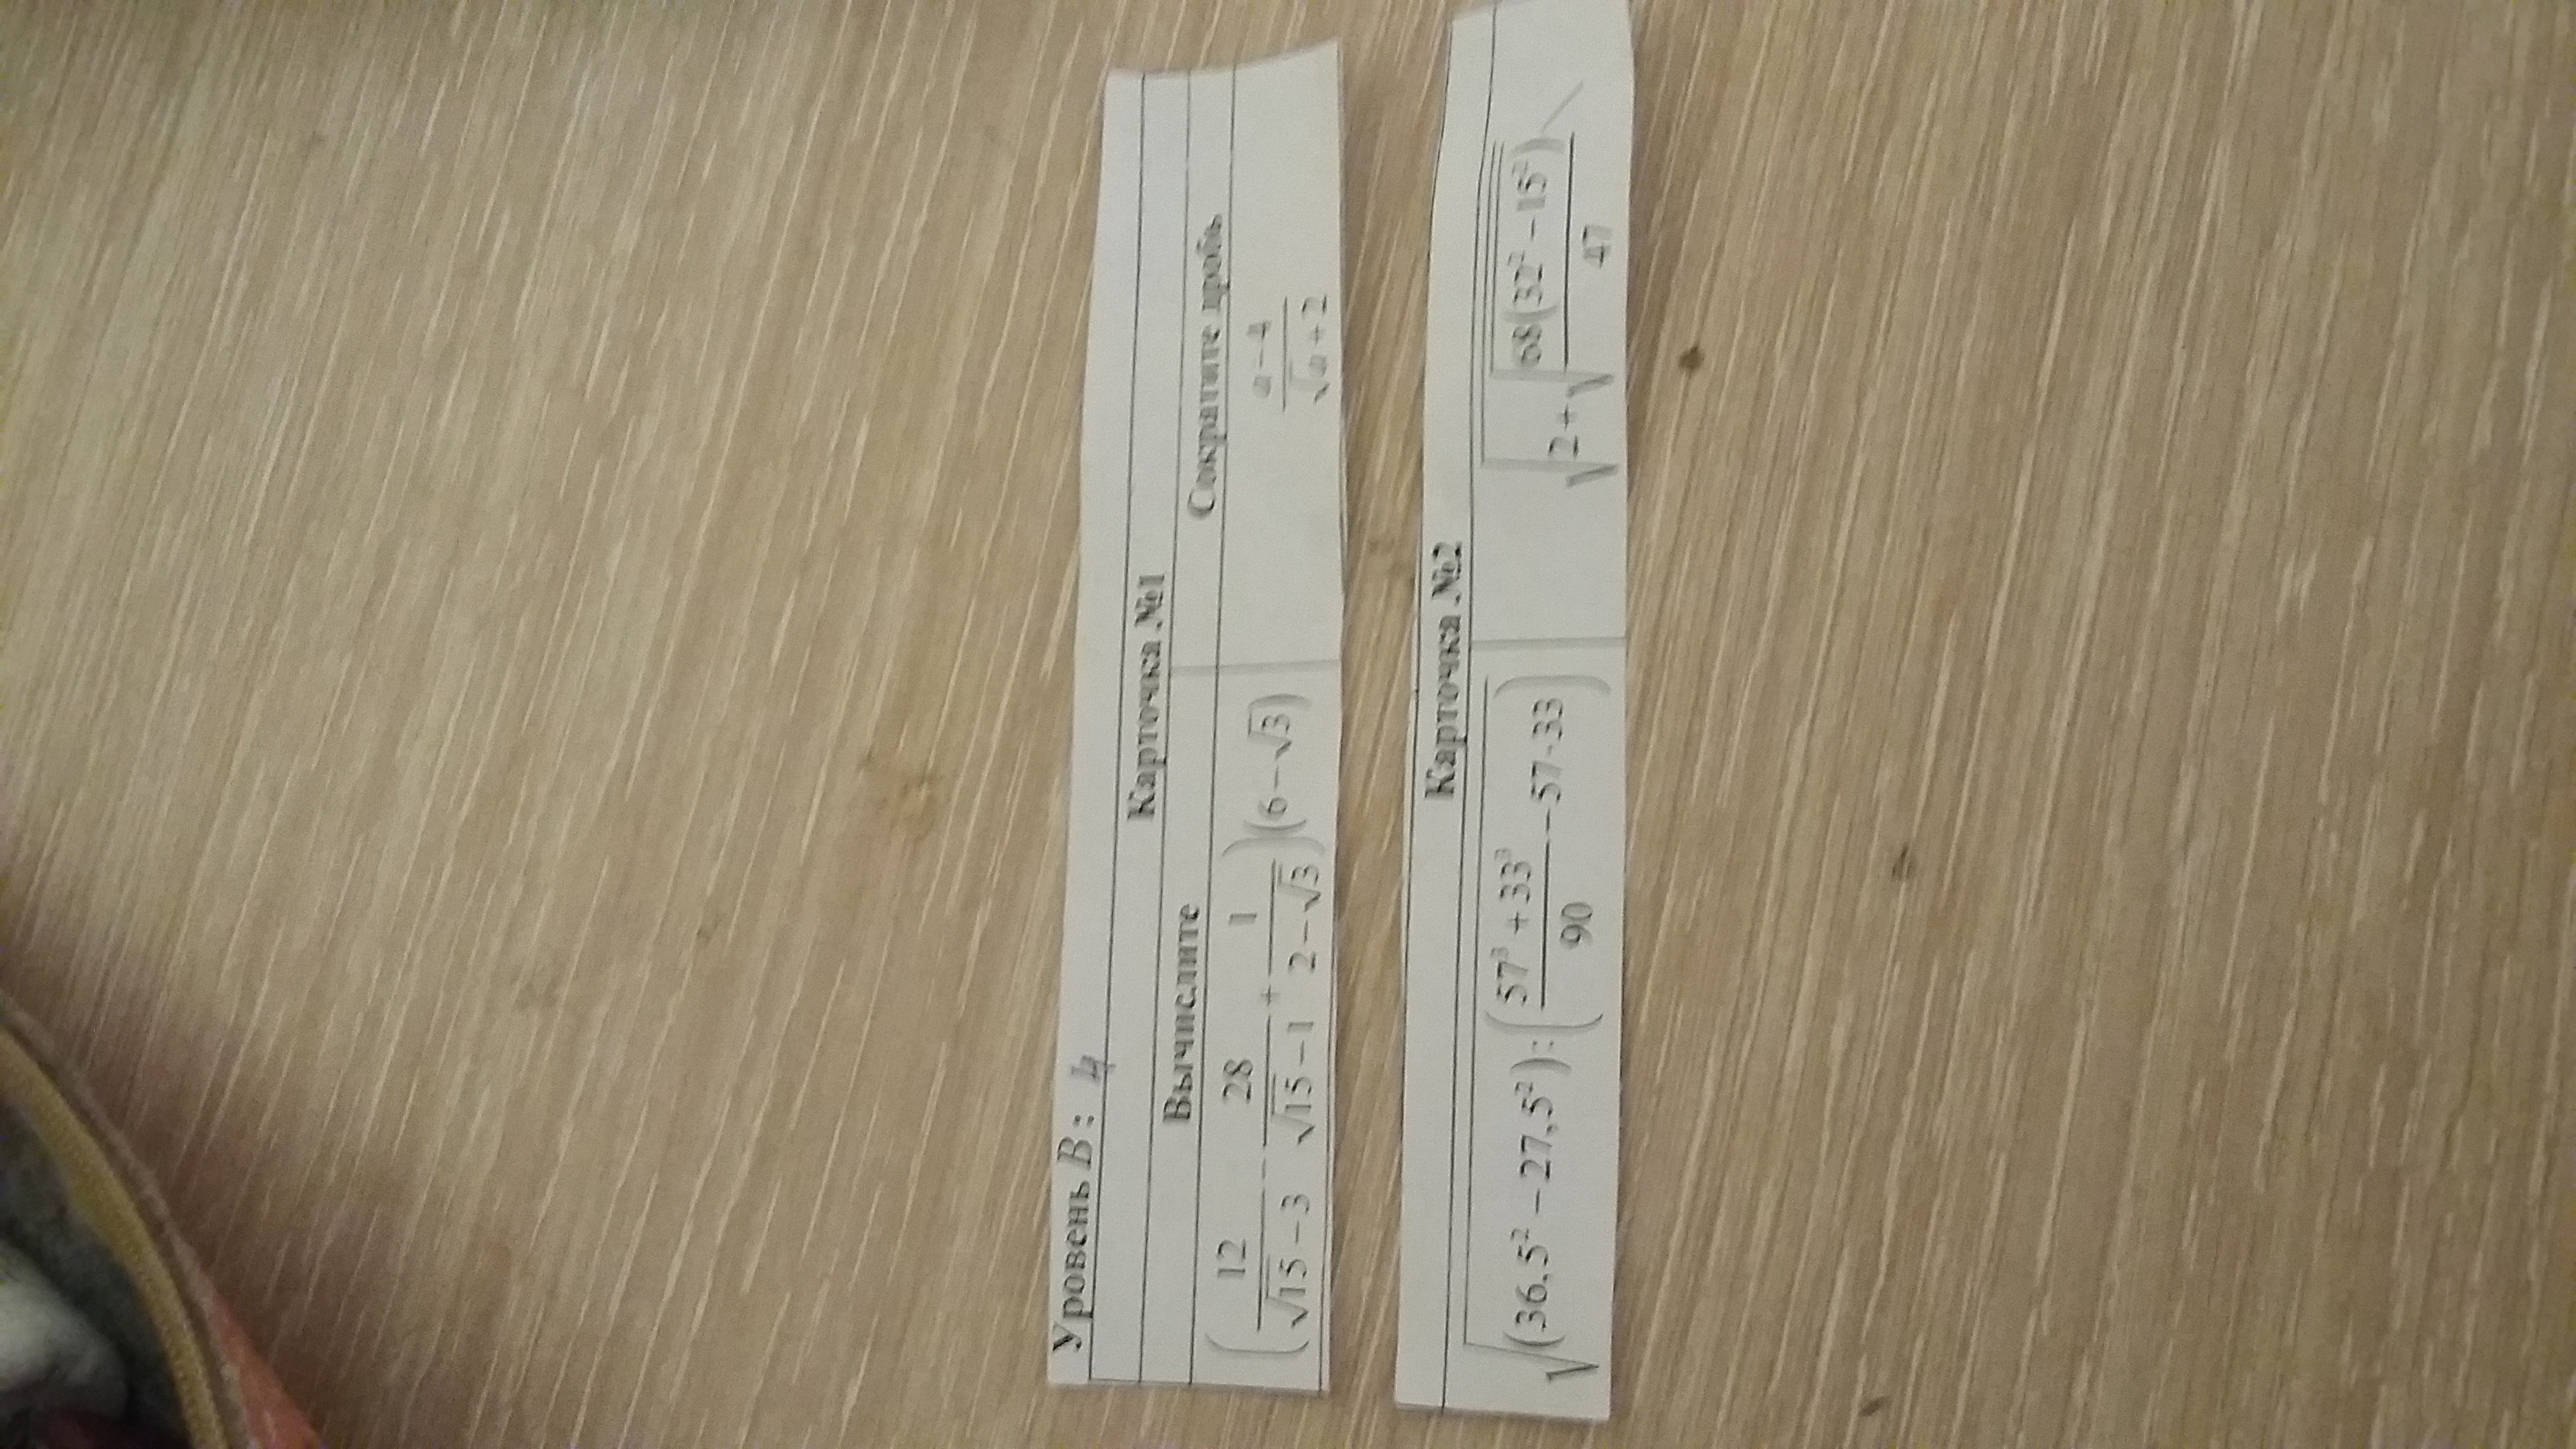 Уровень В: 4
Карточка №1
Вычислите Сократите дробь
(12/(√15−3) − 28/(√15−1) + 1/(2−√3))(6−√3) (a−4)/(√a+2)
Карточка №2
√((36,5² − 27,5²):((57³ + 33³)/90 − 57·33)) √(2+√(68(32² − 15²)/47))